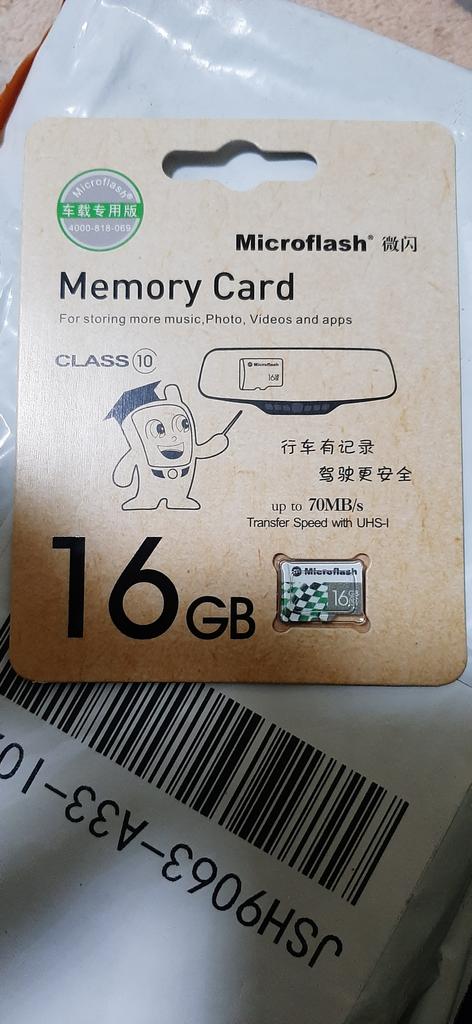 Microflash®
车载专用版
4000-818-069
Microflash® 微闪
Memory Card
For storing more music,Photo, Videos and apps
CLASS 10
Microflash
16GB
行车有记录
驾驶更安全
up to 70MB/s
Transfer Speed with UHS-I
16GB
Microflash
16GB
JSH9063-A33-10